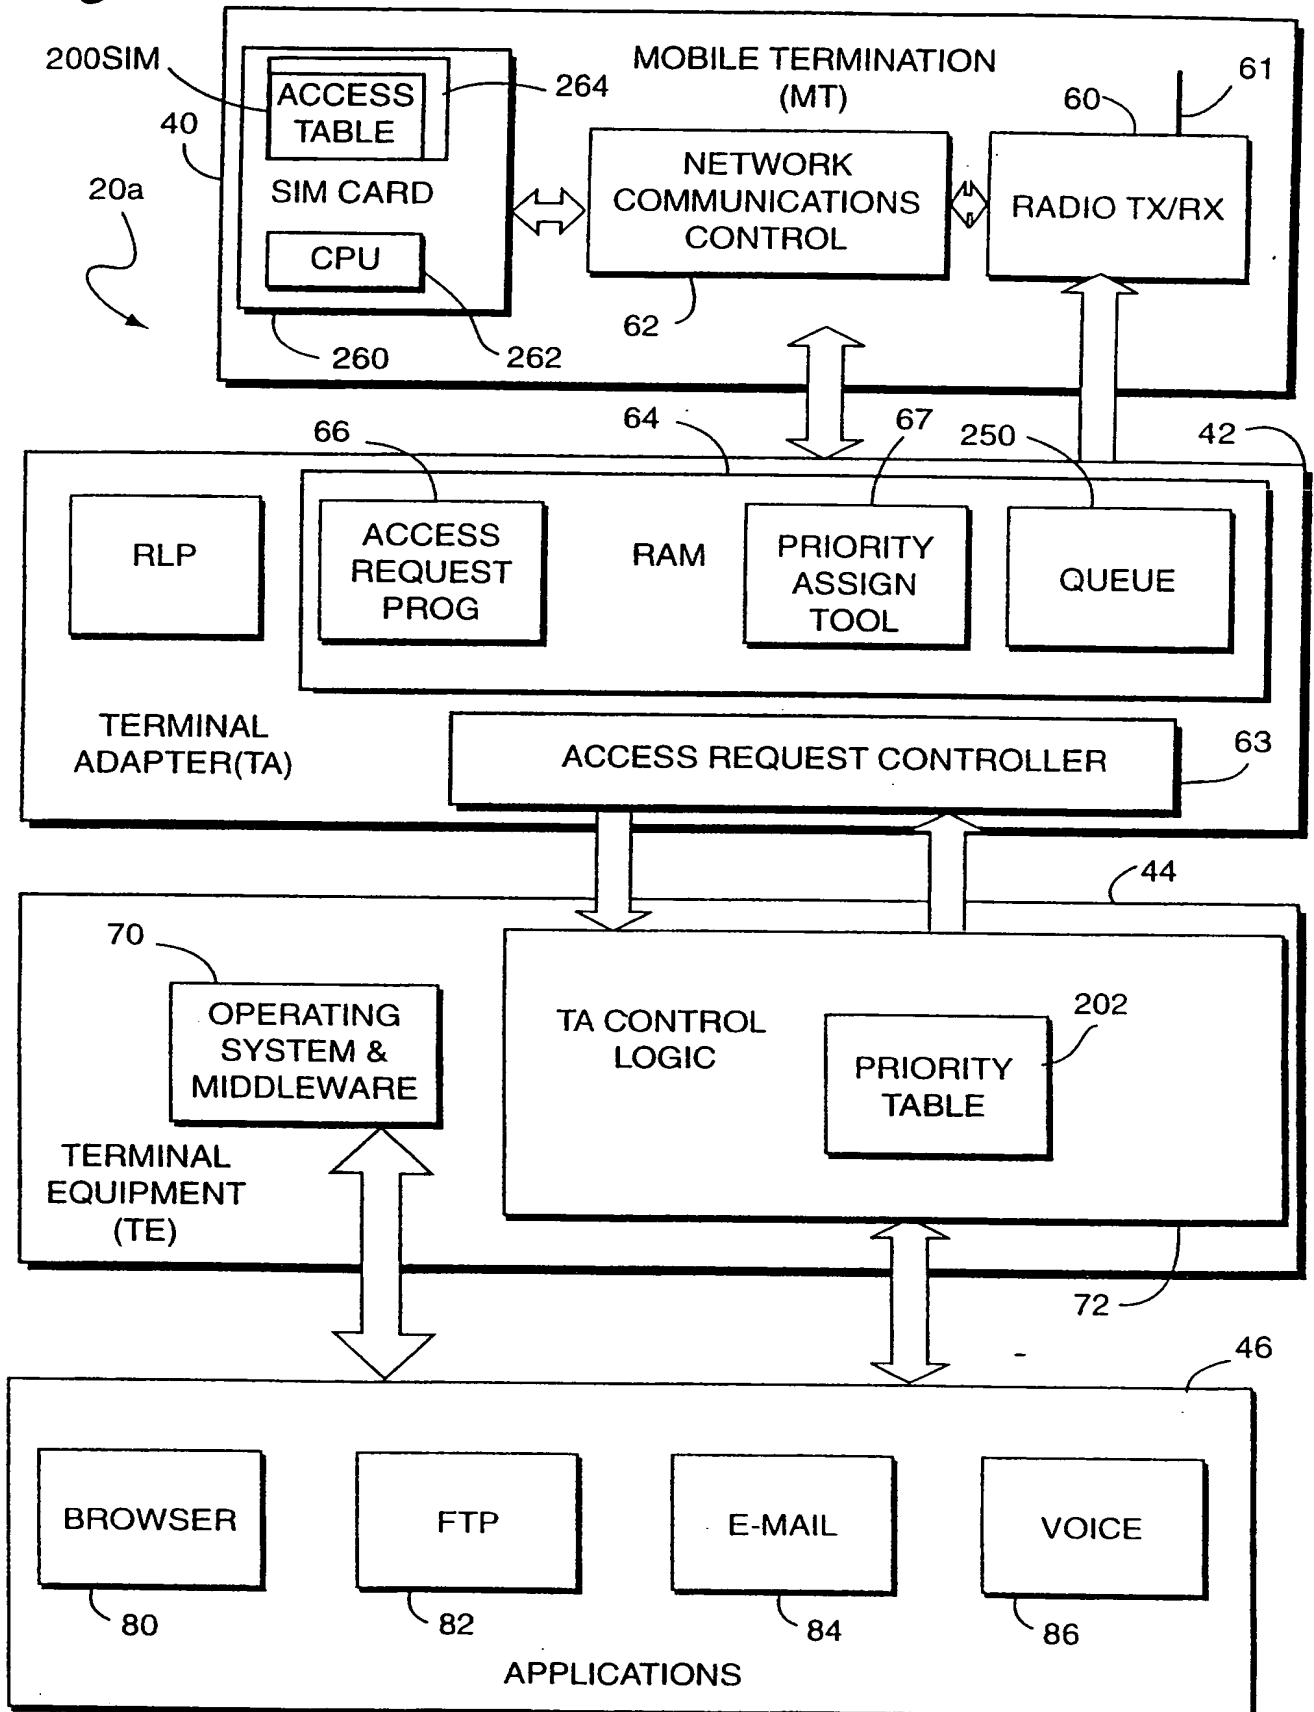 200SIM
ACCESS
TABLE
264
MOBILE TERMINATION
(MT)
60
61
40
20a
SIM CARD
NETWORK
COMMUNICATIONS
CONTROL
RADIO TX/RX
CPU
260
262
62
66
64
67
250
42
RLP
ACCESS
REQUEST
PROG
RAM
PRIORITY
ASSIGN
TOOL
QUEUE
TERMINAL
ADAPTER(TA)
ACCESS REQUEST CONTROLLER
63
44
70
OPERATING
SYSTEM &
MIDDLEWARE
TA CONTROL
LOGIC
202
PRIORITY
TABLE
TERMINAL
EQUIPMENT
(TE)
72
46
BROWSER
FTP
E-MAIL
VOICE
80
82
84
86
APPLICATIONS